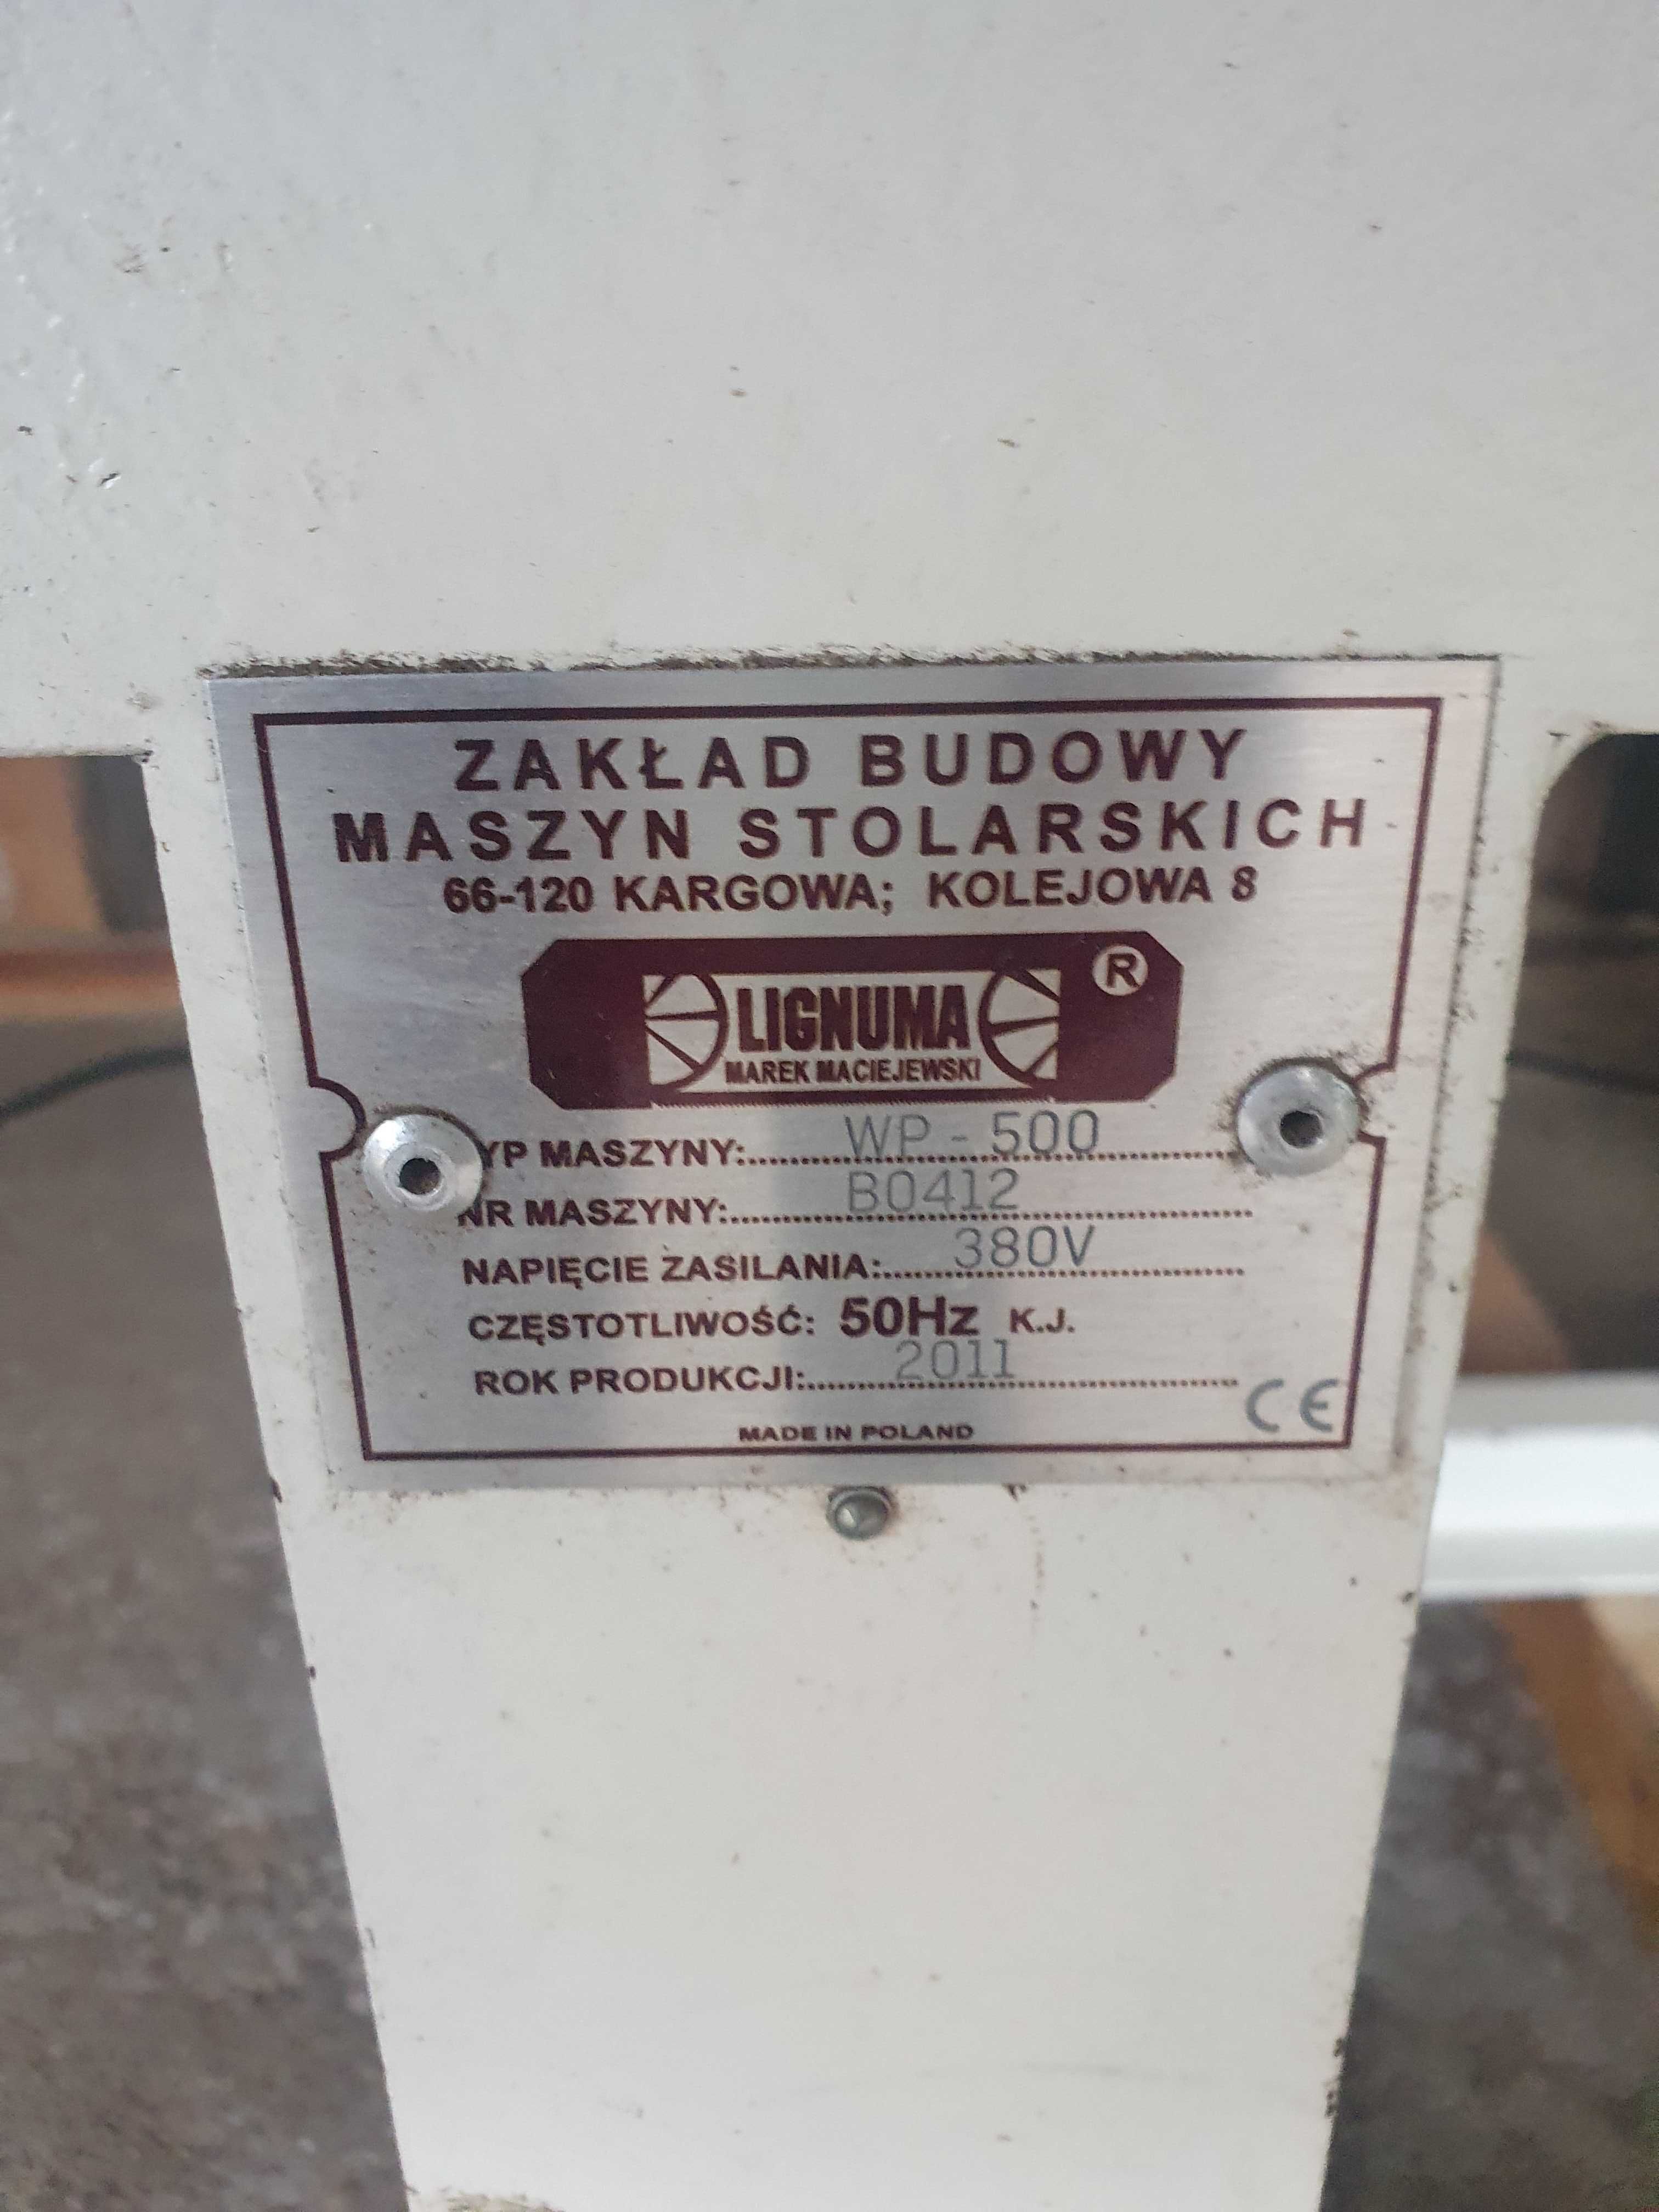 ZAKŁAD BUDOWY
MASZYN STOLARSKICH
66-120 KARGOWA; KOLEJOWA 8
LIGNUMA ®
MAREK MACIEJEWSKI
YP MASZYNY: WP-500
NR MASZYNY: B0412
NAPIĘCIE ZASILANIA: 380V
CZĘSTOTLIWOŚĆ: 50Hz K.J.
ROK PRODUKCJI: 2011
CE
MADE IN POLAND